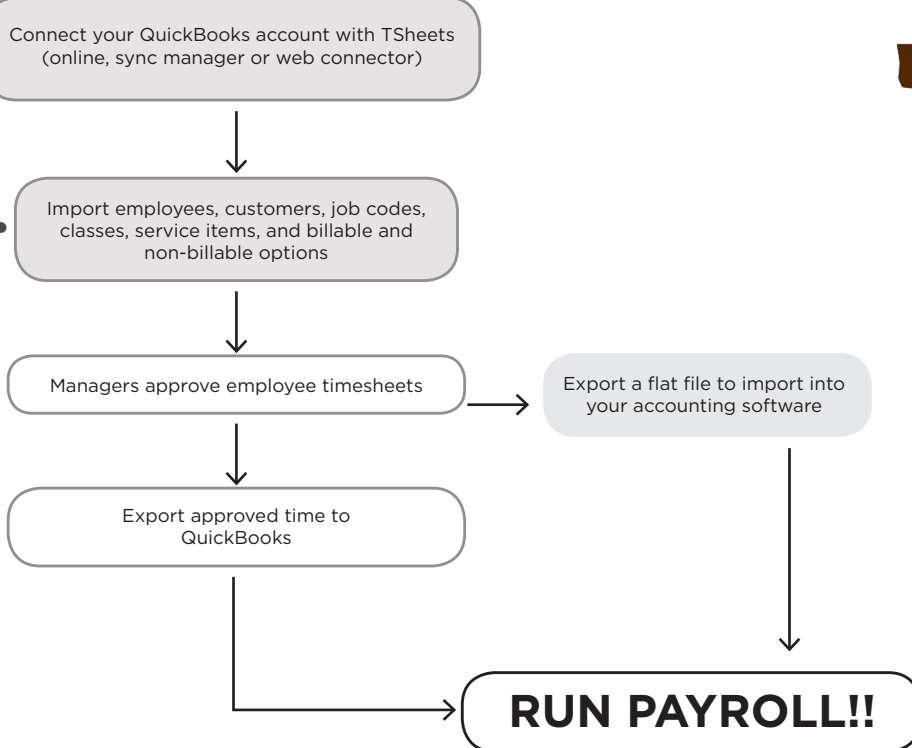 Connect your QuickBooks account with TSheets
(online, sync manager or web connector)
Import employees, customers, job codes,
classes, service items, and billable and
non-billable options
Managers approve employee timesheets
Export a flat file to import into
your accounting software
Export approved time to
QuickBooks
RUN PAYROLL!!